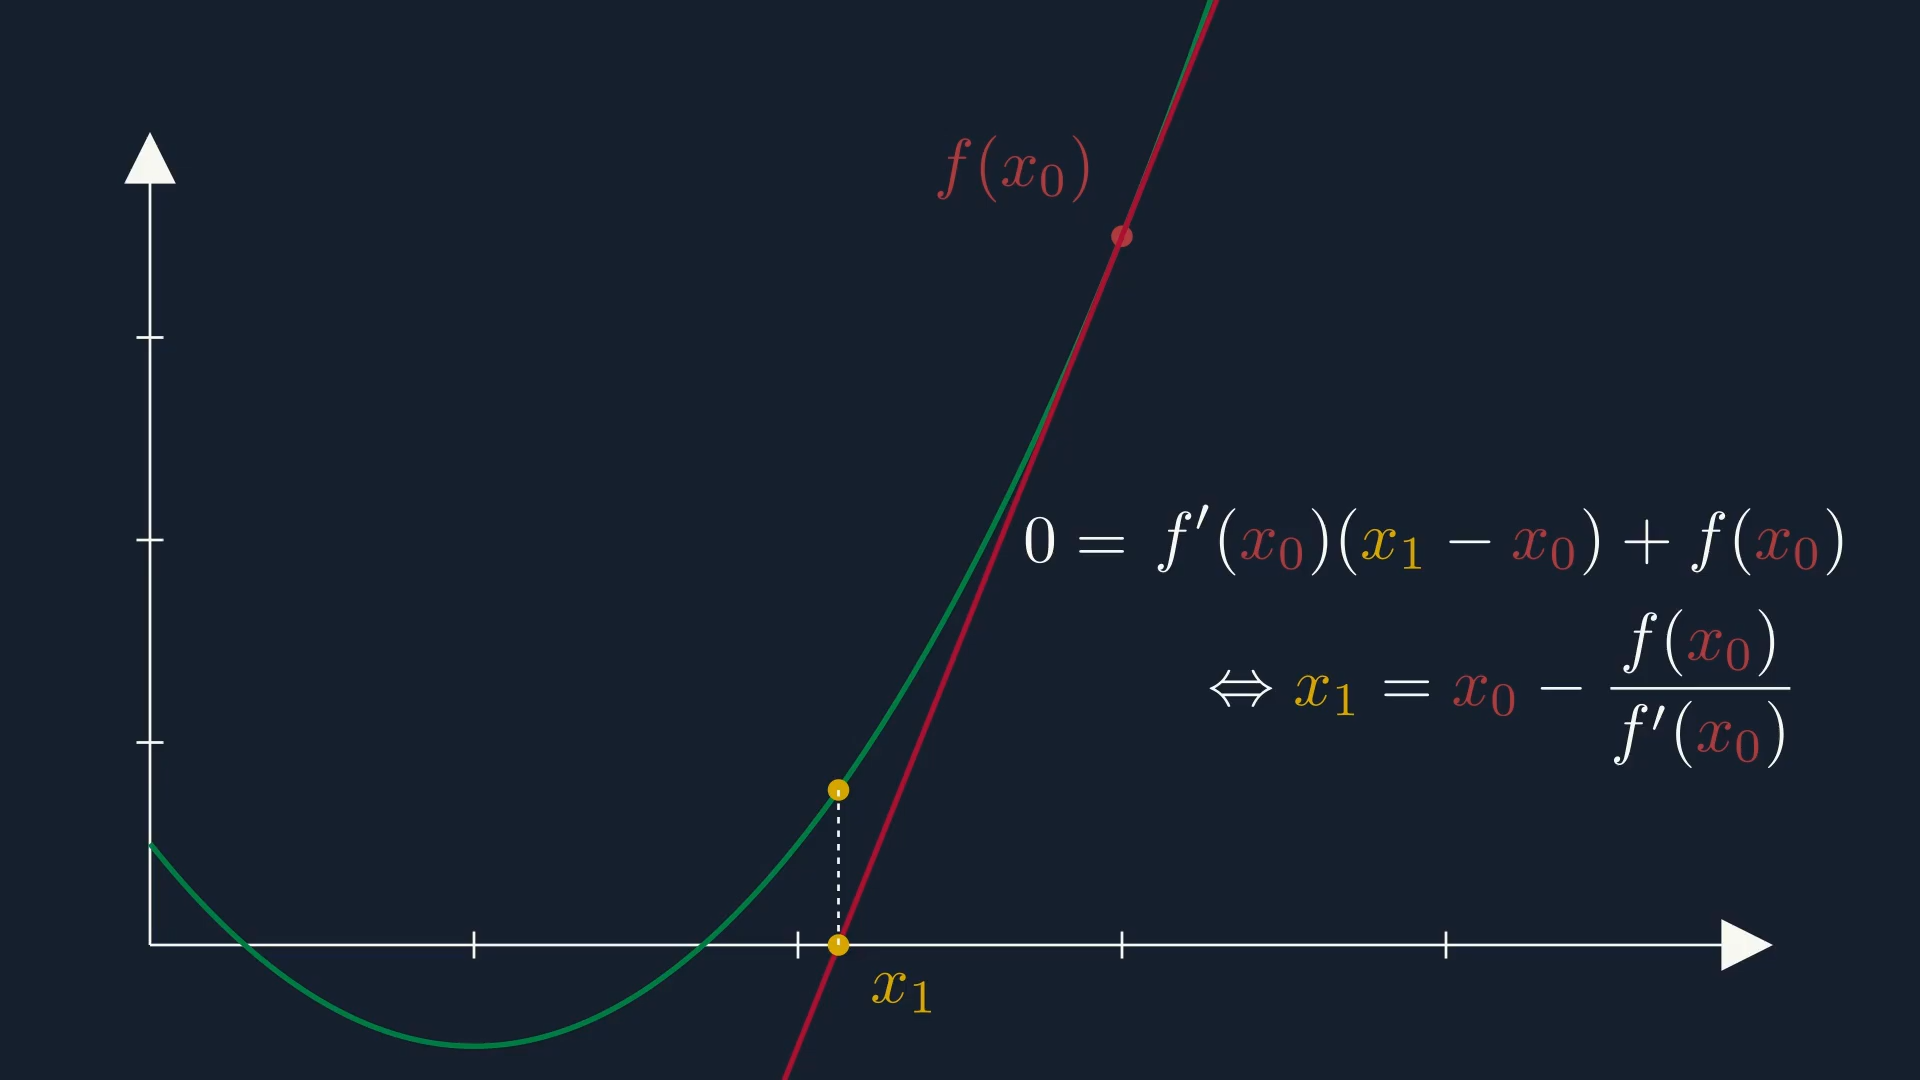 f(x₀)
0 = f′(x₀)(x₁ − x₀) + f(x₀)
⇔ x₁ = x₀ − f(x₀)/f′(x₀)
x₁